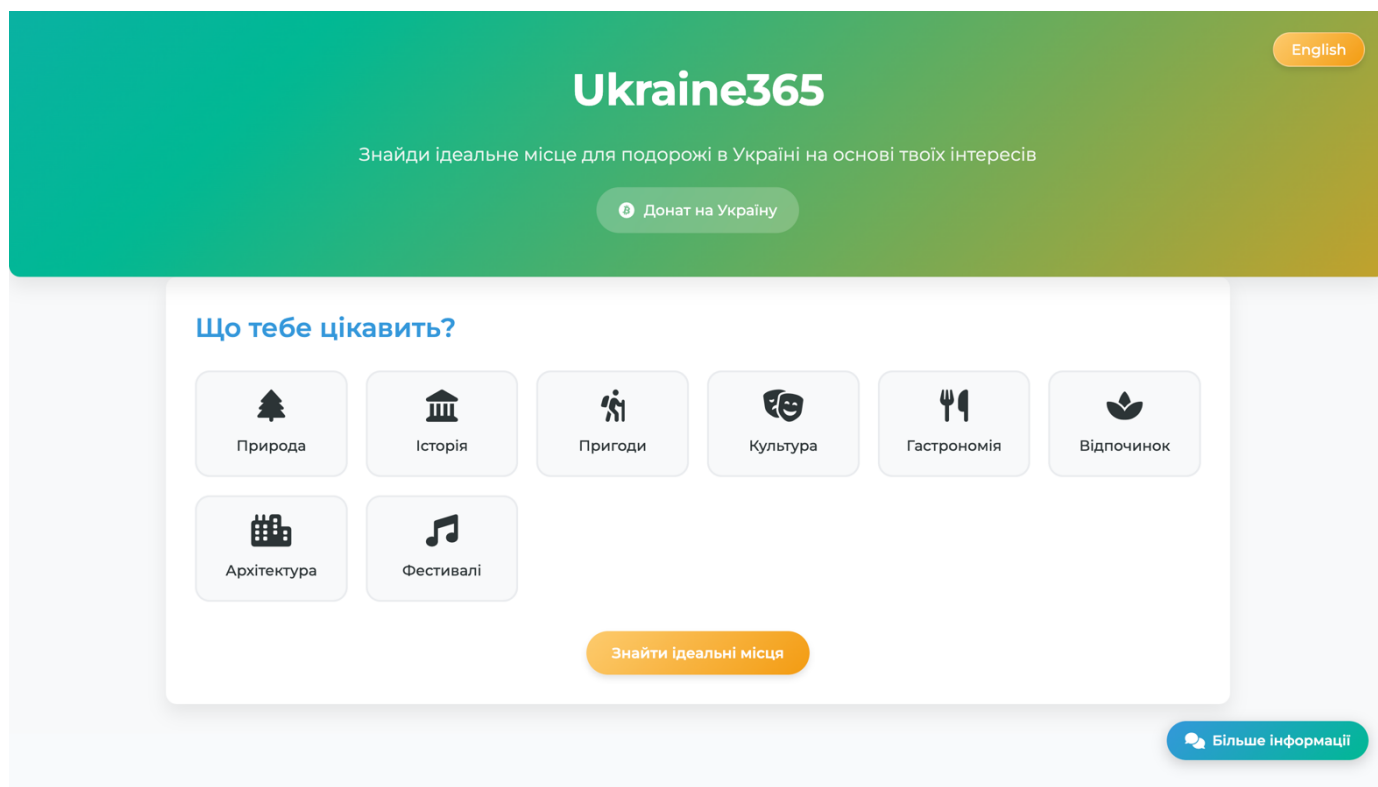 English
Ukraine365
Знайди ідеальне місце для подорожі в Україні на основі твоїх інтересів
Донат на Україну
Що тебе цікавить?
Природа
Історія
Пригоди
Культура
Гастрономія
Відпочинок
Архітектура
Фестивалі
Знайти ідеальні місця
Більше інформації